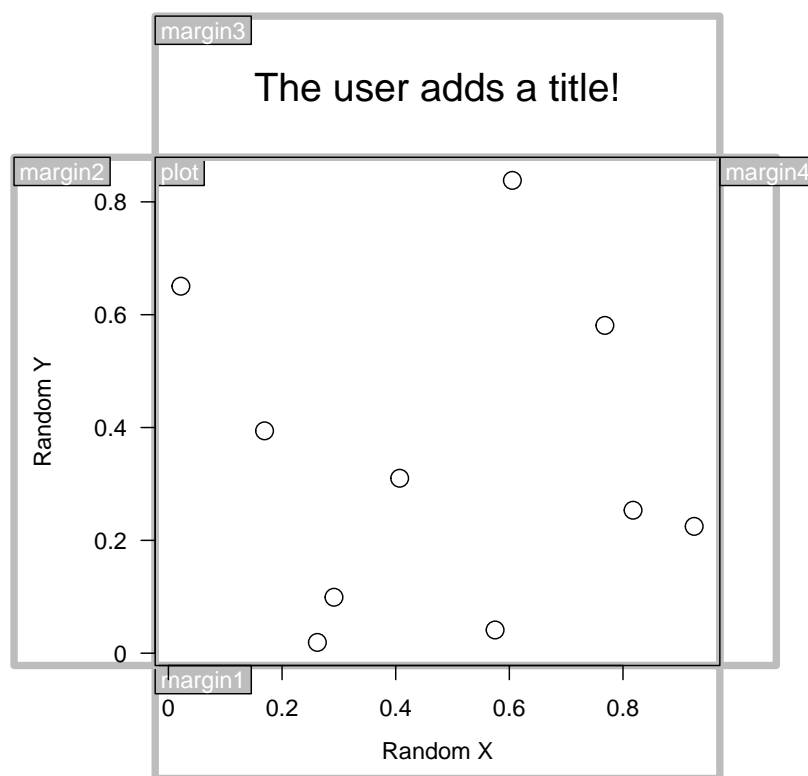 margin3
The user adds a title!
margin2
plot
margin4
0.8
0.6
0.4
0.2
0
Random Y
margin1
0
0.2
0.4
0.6
0.8
Random X